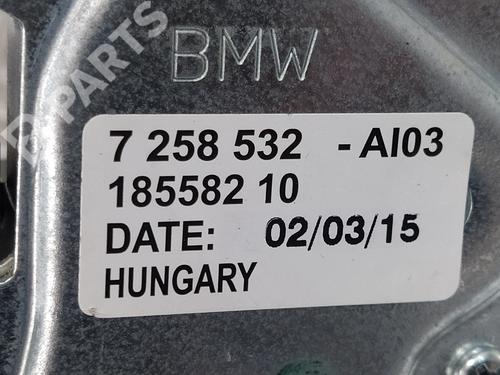 B PARTS
BMW
7 258 532 - AI03
185582 10
DATE: 02/03/15
HUNGARY